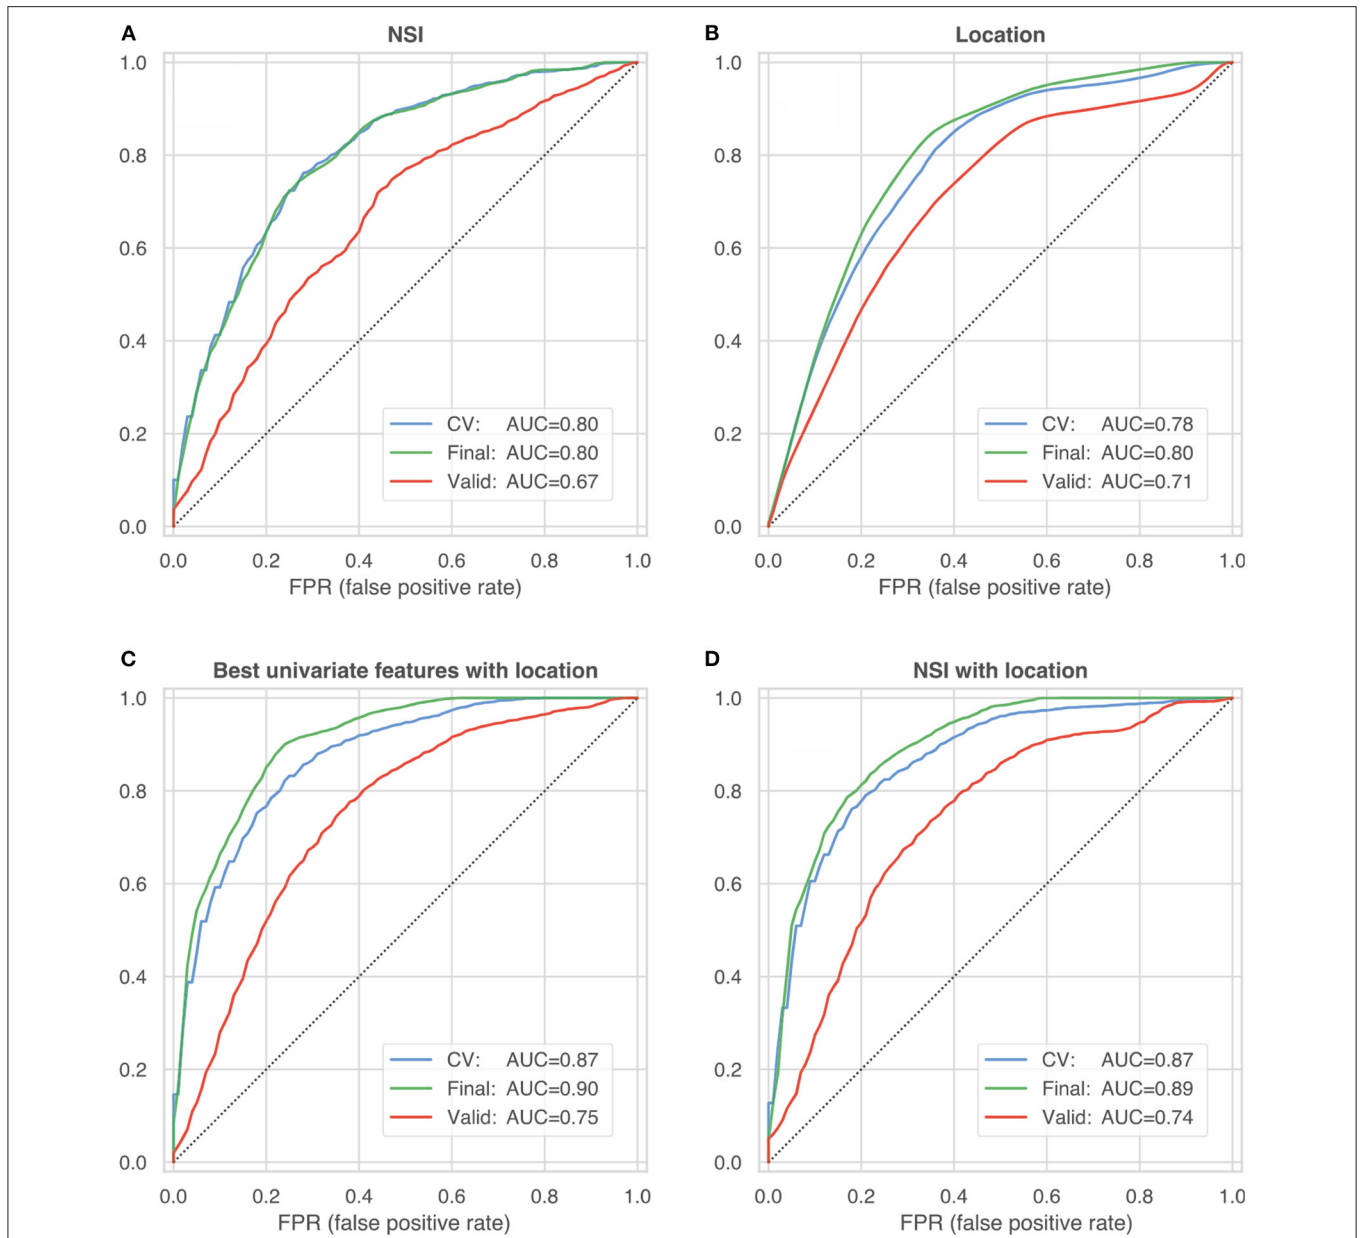 A
NSI
1.0
0.8
0.6
0.4
0.2
0.0
CV: AUC=0.80
Final: AUC=0.80
Valid: AUC=0.67
0.0 0.2 0.4 0.6 0.8 1.0
FPR (false positive rate)
B
Location
1.0
0.8
0.6
0.4
0.2
0.0
CV: AUC=0.78
Final: AUC=0.80
Valid: AUC=0.71
0.0 0.2 0.4 0.6 0.8 1.0
FPR (false positive rate)
C
Best univariate features with location
1.0
0.8
0.6
0.4
0.2
0.0
CV: AUC=0.87
Final: AUC=0.90
Valid: AUC=0.75
0.0 0.2 0.4 0.6 0.8 1.0
FPR (false positive rate)
D
NSI with location
1.0
0.8
0.6
0.4
0.2
0.0
CV: AUC=0.87
Final: AUC=0.89
Valid: AUC=0.74
0.0 0.2 0.4 0.6 0.8 1.0
FPR (false positive rate)